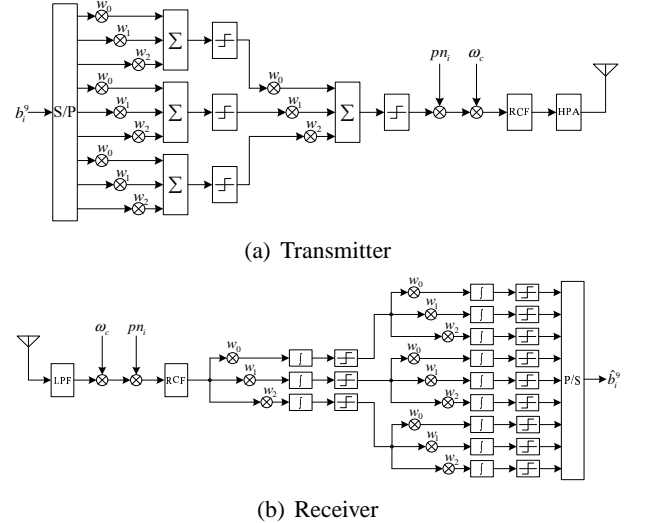 w₀
w₁
w₂
Σ
w₀
w₁
w₂
Σ
w₀
w₁
w₂
Σ
b_i^9
S/P
w₀
w₁
w₂
Σ
pn_i
ω_c
RCF
HPA
(a) Transmitter
ω_c
pn_i
LPF
RCF
w₀
∫
w₁
∫
w₂
∫
w₀
∫
w₁
∫
w₂
∫
w₀
∫
w₁
∫
w₂
∫
w₀
∫
w₁
∫
w₂
∫
P/S
b̂_i^9
(b) Receiver